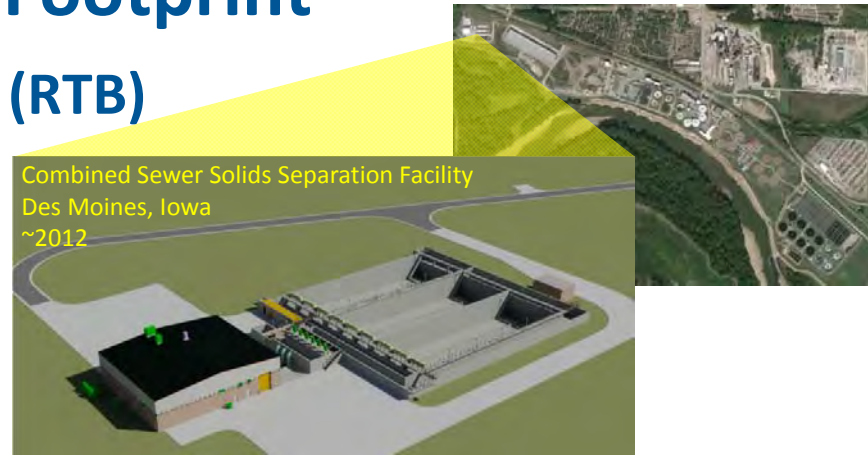 Footprint
(RTB)
Combined Sewer Solids Separation Facility
Des Moines, Iowa
~2012